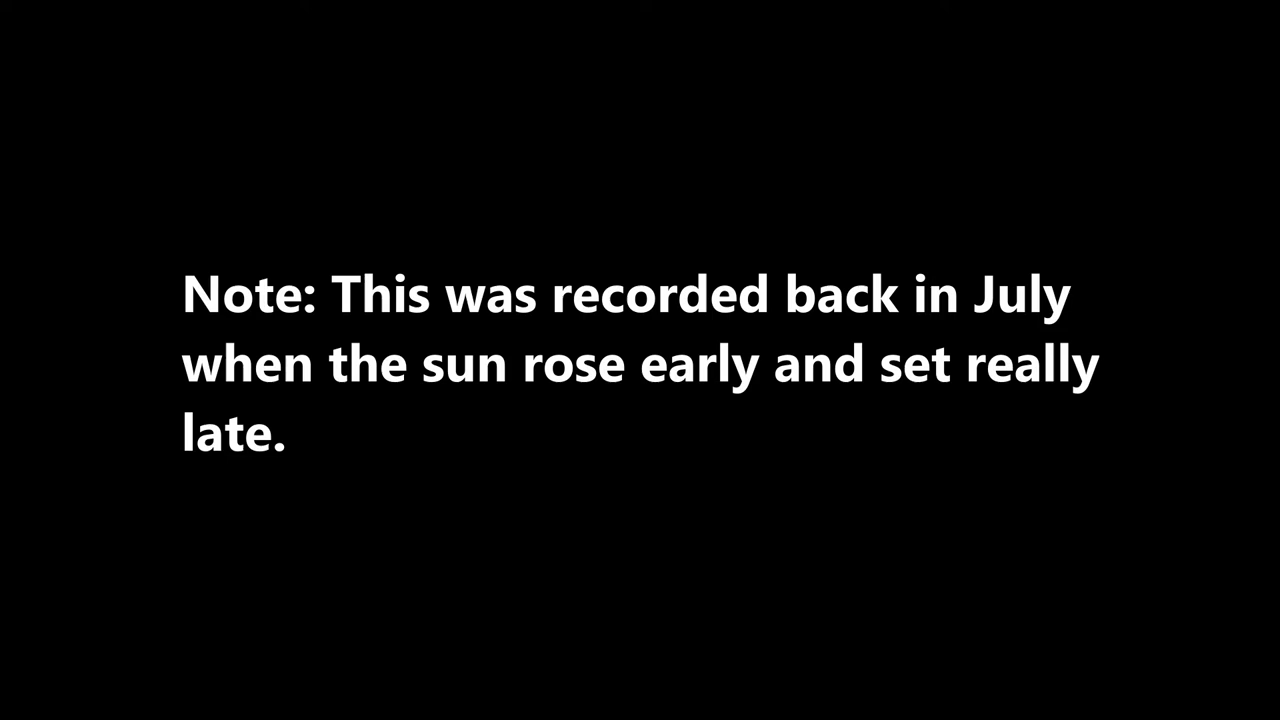 Note: This was recorded back in July
when the sun rose early and set really
late.